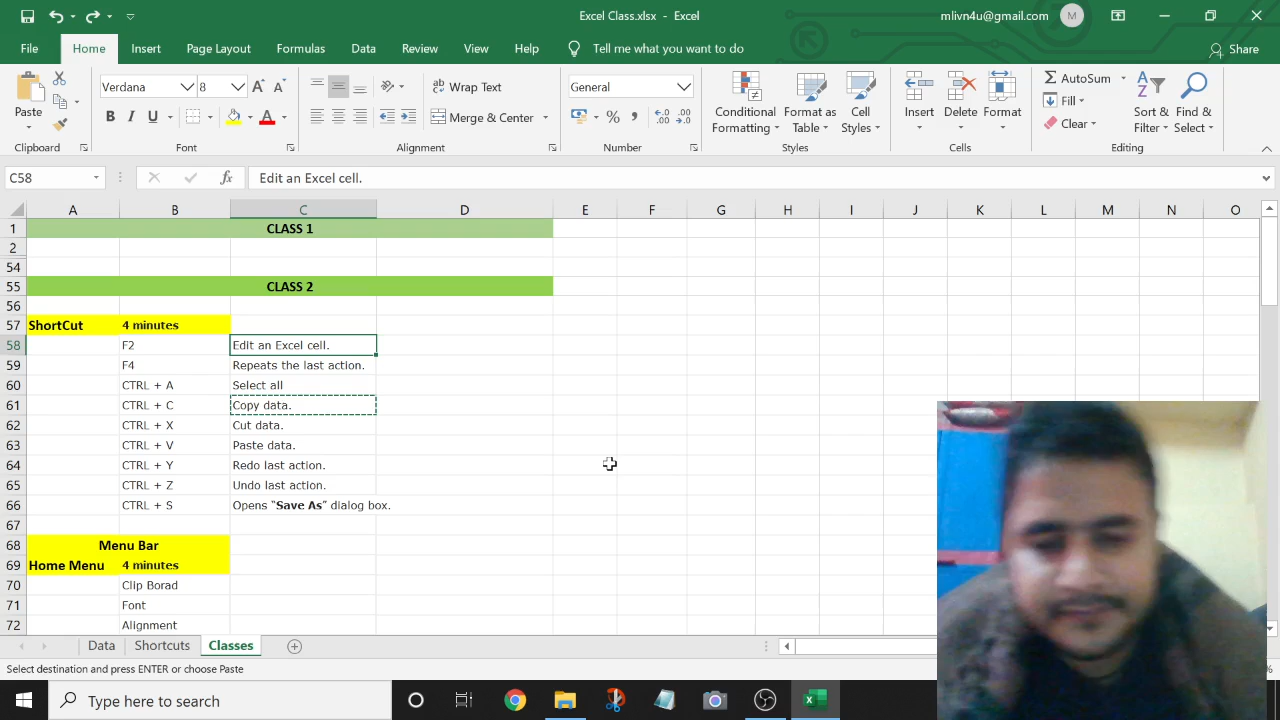 Excel Class.xlsx - Excel
mlivn4u@gmail.com M
File Home Insert Page Layout Formulas Data Review View Help Tell me what you want to do Share
Paste
Clipboard
Verdana 8
B I U
Font
Wrap Text
Merge & Center
Alignment
General
Number
Conditional Formatting
Format as Table
Cell Styles
Styles
Insert Delete Format
Cells
AutoSum
Fill
Clear
Sort & Filter
Find & Select
Editing
C58 fx Edit an Excel cell.
A B C D E F G H I J K L M N O
1 CLASS 1
2
54
55 CLASS 2
56
57 ShortCut 4 minutes
58 F2 Edit an Excel cell.
59 F4 Repeats the last action.
60 CTRL + A Select all
61 CTRL + C Copy data.
62 CTRL + X Cut data.
63 CTRL + V Paste data.
64 CTRL + Y Redo last action.
65 CTRL + Z Undo last action.
66 CTRL + S Opens “Save As” dialog box.
67
68 Menu Bar
69 Home Menu 4 minutes
70 Clip Borad
71 Font
72 Alignment
Data Shortcuts Classes
Select destination and press ENTER or choose Paste %
Type here to search